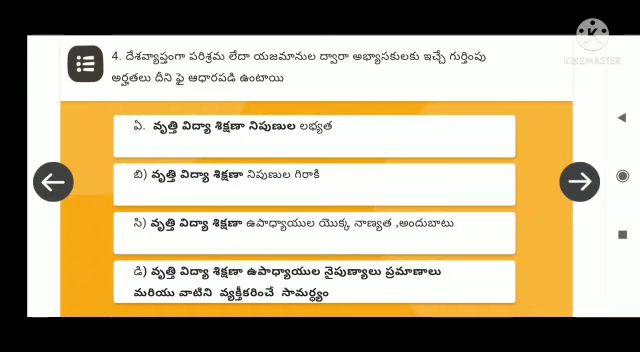 KINEMASTER
4. దేశవ్యాప్తంగా పరిశ్రమ లేదా యజమానుల ద్వారా అభ్యాసకులకు ఇచ్చే గుర్తింపు
అర్హతలు దీని ఫై ఆధారపడి ఉంటాయి
ఏ. వృత్తి విద్యా శిక్షణా నిపుణుల లభ్యత
బి) వృత్తి విద్యా శిక్షణా నిపుణుల గిరాకి
సి) వృత్తి విద్యా శిక్షణా ఉపాధ్యాయుల యొక్క నాణ్యత ,అందుబాటు
డి) వృత్తి విద్యా శిక్షణా ఉపాధ్యాయుల నైపుణ్యాలు ప్రమాణాలు
మరియు వాటిని వ్యక్తీకరించే సామర్ధ్యం